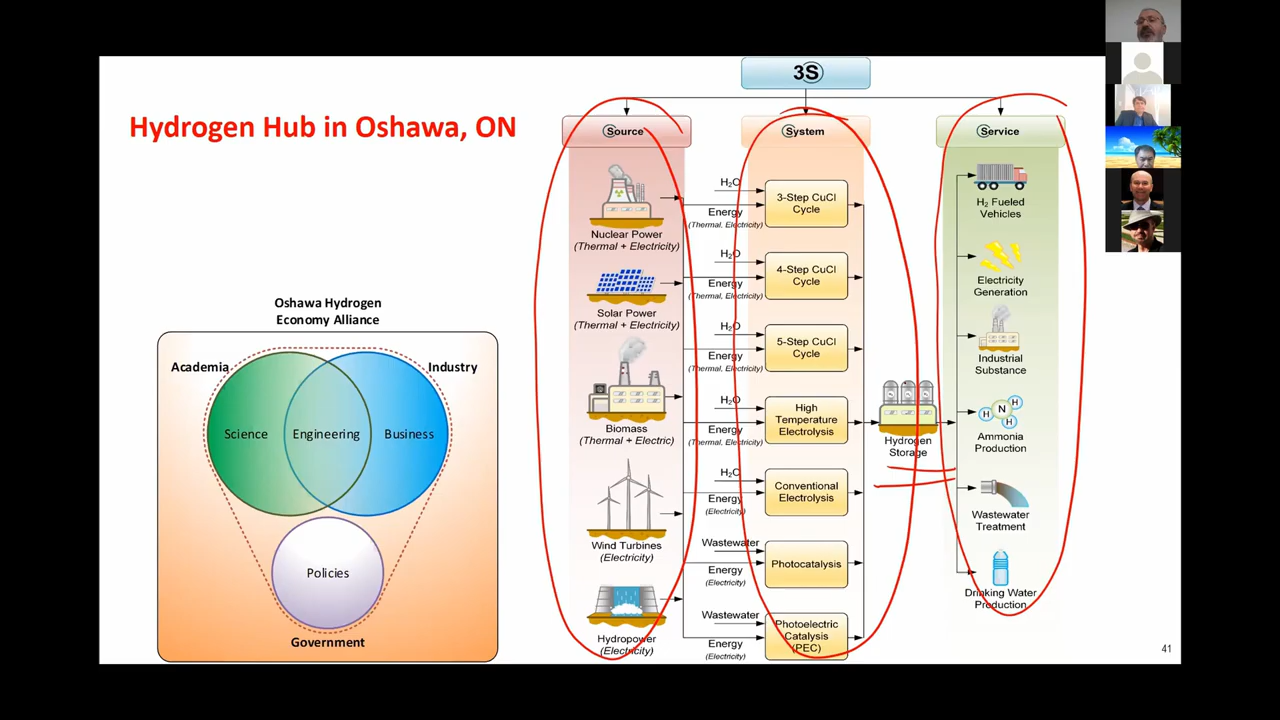 3S
Hydrogen Hub in Oshawa, ON
Source
System
Service
Nuclear Power
(Thermal + Electricity)
Solar Power
(Thermal + Electricity)
Biomass
(Thermal + Electric)
Wind Turbines
(Electricity)
Hydropower
(Electricity)
H₂O
Energy
(Thermal, Electricity)
3-Step CuCl
Cycle
H₂O
Energy
(Thermal, Electricity)
4-Step CuCl
Cycle
H₂O
Energy
(Thermal, Electricity)
5-Step CuCl
Cycle
H₂O
Energy
(Thermal, Electricity)
High
Temperature
Electrolysis
H₂O
Energy
(Electricity)
Conventional
Electrolysis
Wastewater
Energy
(Electricity)
Photocatalysis
Wastewater
Energy
(Electricity)
Photoelectric
Catalysis
(PEC)
Hydrogen
Storage
H₂ Fueled
Vehicles
Electricity
Generation
Industrial
Substance
H N H
H
Ammonia
Production
Wastewater
Treatment
Drinking Water
Production
Oshawa Hydrogen
Economy Alliance
Academia
Industry
Science
Engineering
Business
Policies
Government
41